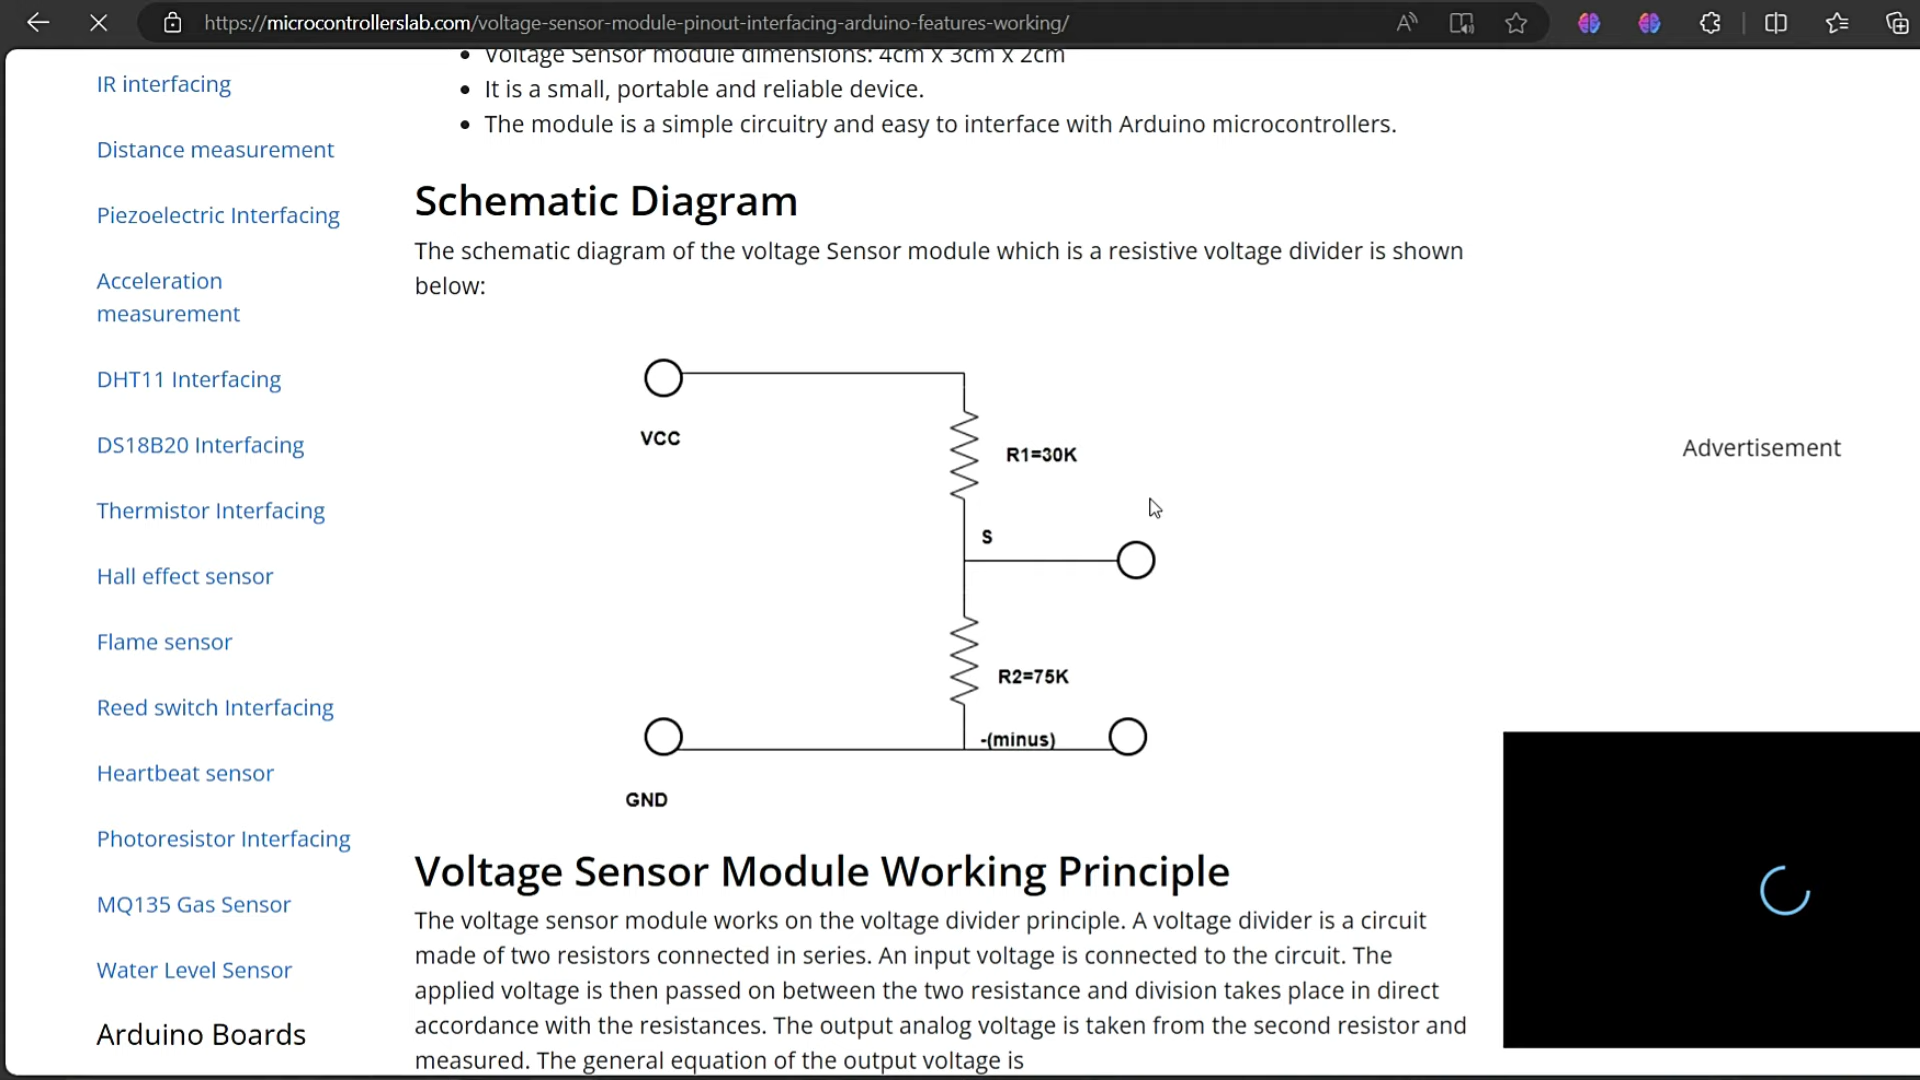 https://microcontrollerslab.com/voltage-sensor-module-pinout-interfacing-arduino-features-working/
IR interfacing
Distance measurement
Piezoelectric Interfacing
Acceleration
measurement
DHT11 Interfacing
DS18B20 Interfacing
Thermistor Interfacing
Hall effect sensor
Flame sensor
Reed switch Interfacing
Heartbeat sensor
Photoresistor Interfacing
MQ135 Gas Sensor
Water Level Sensor
Arduino Boards
Voltage Sensor module dimensions: 4cm x 3cm x 2cm
It is a small, portable and reliable device.
The module is a simple circuitry and easy to interface with Arduino microcontrollers.
Schematic Diagram
The schematic diagram of the voltage Sensor module which is a resistive voltage divider is shown
below:
VCC
R1=30K
S
R2=75K
-(minus)
GND
Voltage Sensor Module Working Principle
The voltage sensor module works on the voltage divider principle. A voltage divider is a circuit
made of two resistors connected in series. An input voltage is connected to the circuit. The
applied voltage is then passed on between the two resistance and division takes place in direct
accordance with the resistances. The output analog voltage is taken from the second resistor and
measured. The general equation of the output voltage is
Advertisement